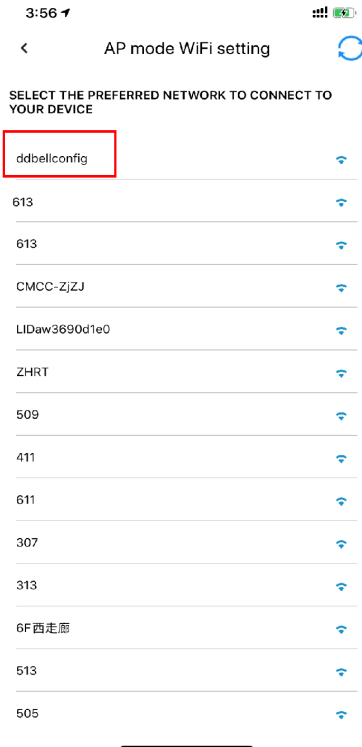 3:56
AP mode WiFi setting
SELECT THE PREFERRED NETWORK TO CONNECT TO
YOUR DEVICE
ddbellconfig
613
613
CMCC-ZjZJ
LIDaw3690d1e0
ZHRT
509
411
611
307
313
6F西走廊
513
505